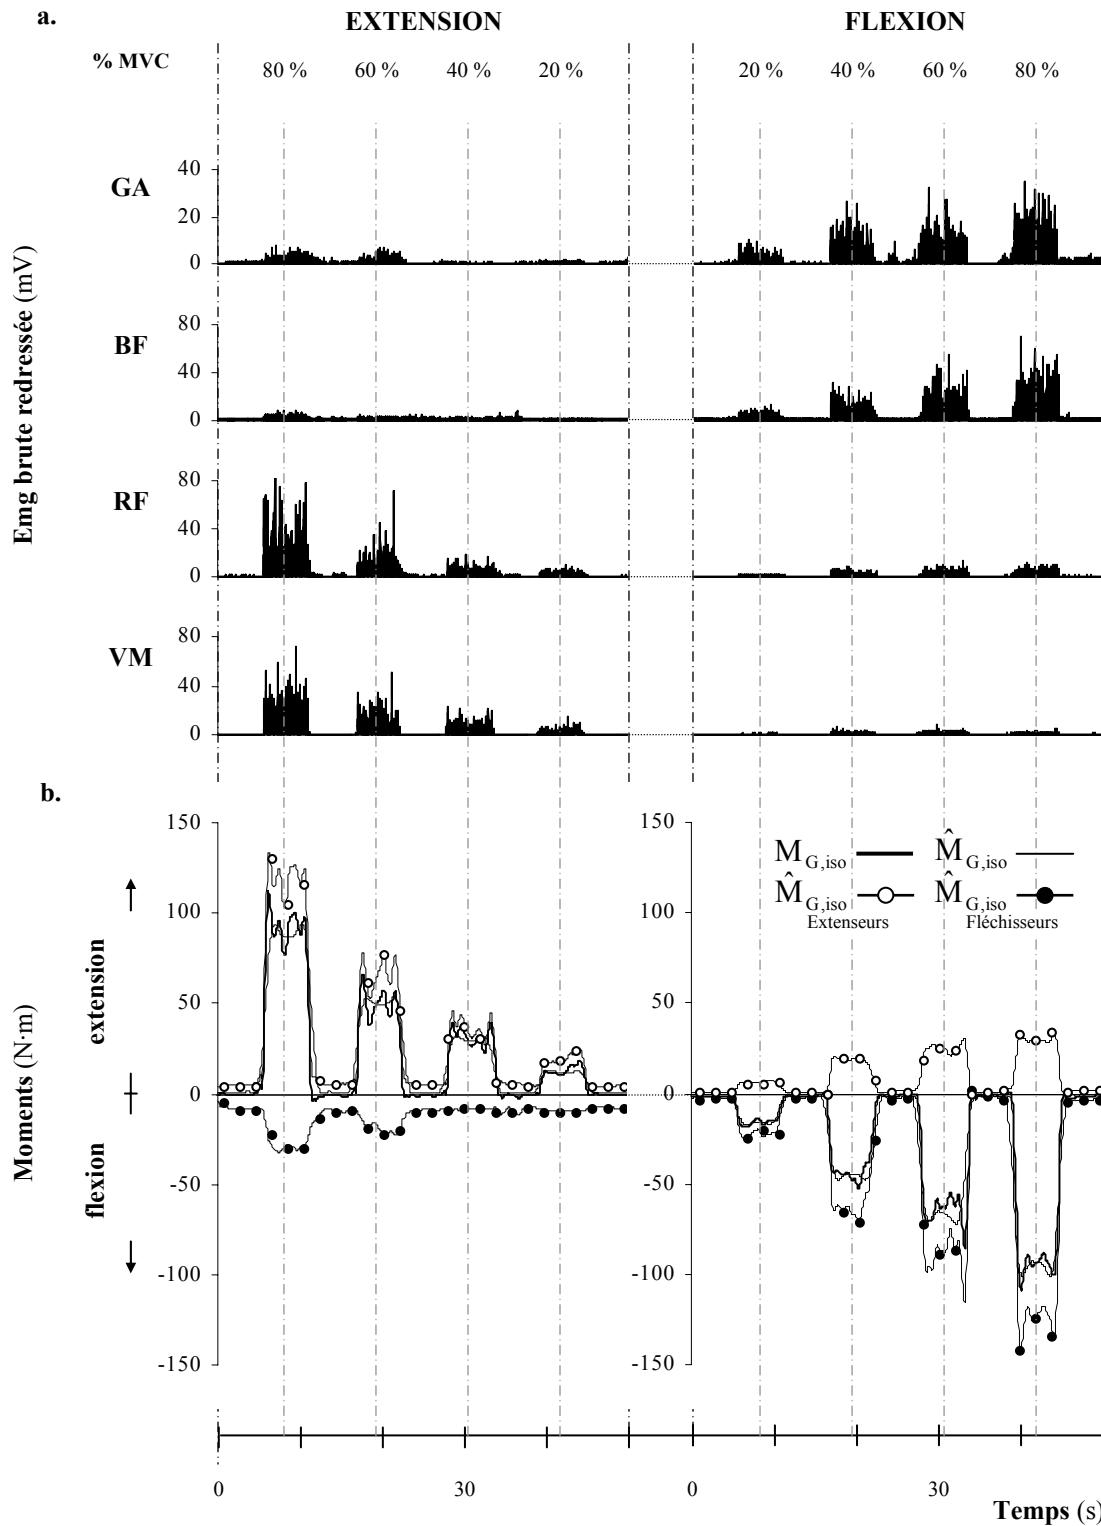 a.
EXTENSION
FLEXION
% MVC
80 % 60 % 40 % 20 %
20 % 40 % 60 % 80 %
Emg brute redressée (mV)
GA
40
20
0
BF
80
40
0
RF
80
40
0
VM
80
40
0
b.
Moments (N·m)
extension
flexion
150
100
50
0
-50
-100
-150
150
100
50
0
-50
-100
-150
M G,iso
M̂ G,iso
M̂ G,iso Extenseurs
M̂ G,iso Fléchisseurs
0 30
0 30
Temps (s)